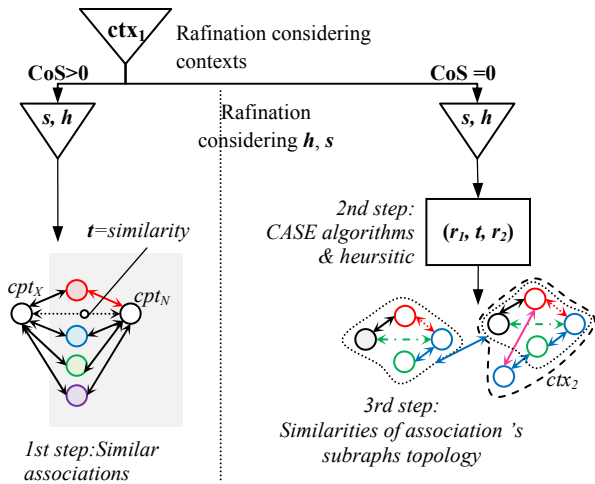 ctx1
Rafination considering
contexts
CoS>0
CoS =0
s, h
Rafination
considering h, s
s, h
2nd step:
CASE algorithms
& heursitic
(r1, t, r2)
t=similarity
cptX
cptN
ctx2
1st step:Similar
associations
3rd step:
Similarities of association 's
subraphs topology